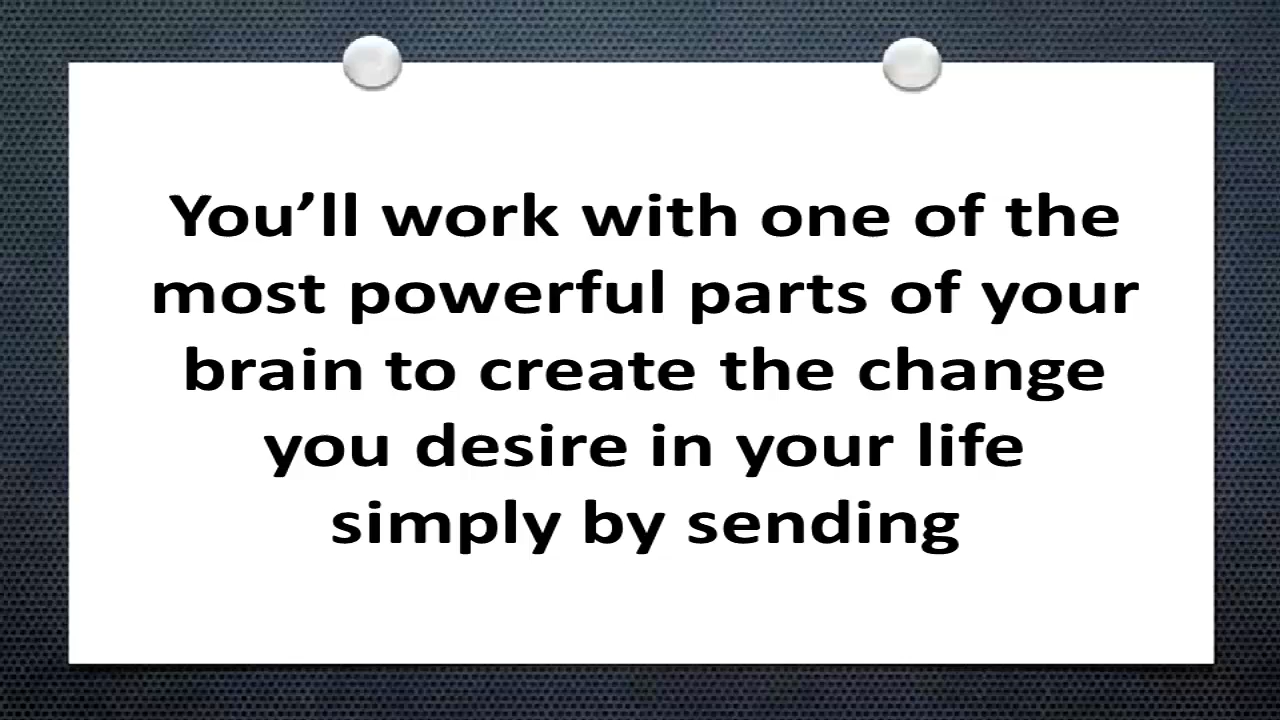 You’ll work with one of the
most powerful parts of your
brain to create the change
you desire in your life
simply by sending